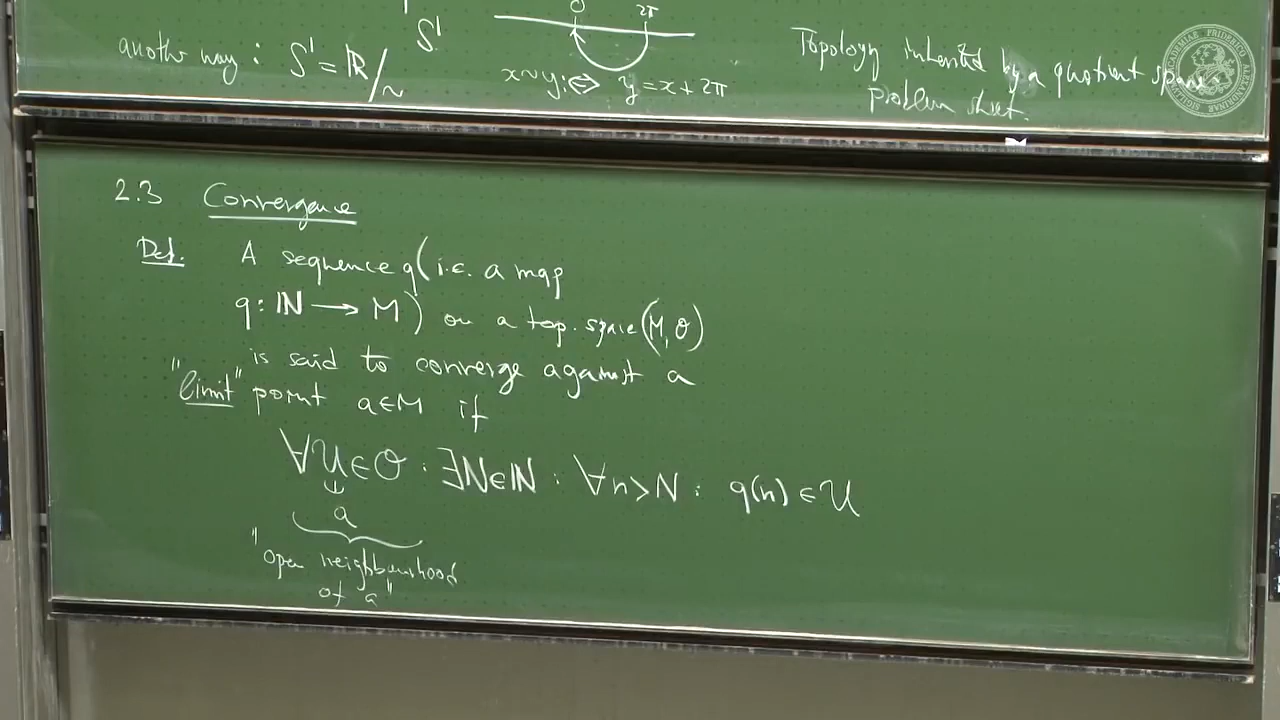 S¹
0 2π
another way: S¹ = ℝ/~
x~y :⇔ y = x + 2π
Topology inherited by a quotient space
problem sheet.
2.3 Convergence
Def. A sequence q (i.e. a map
q: ℕ → M) on a top. space (M, O)
is said to converge against a
"limit" point a∈M if
∀ U ∈ O : ∃N∈ℕ : ∀n>N : q(n) ∈ U
a
"open neighbourhood
of a"